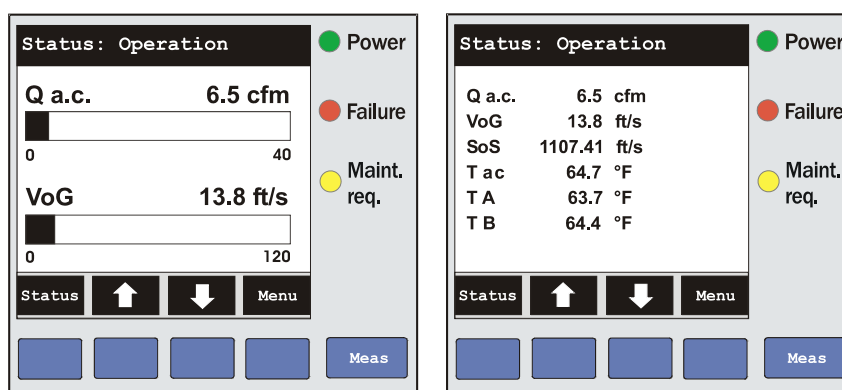 Status: Operation
Q a.c. 6.5 cfm
0 40
VoG 13.8 ft/s
0 120
Status Menu
Power
Failure
Maint.
req.
Meas
Status: Operation
Q a.c. 6.5 cfm
VoG 13.8 ft/s
SoS 1107.41 ft/s
T ac 64.7 °F
T A 63.7 °F
T B 64.4 °F
Status Menu
Power
Failure
Maint.
req.
Meas